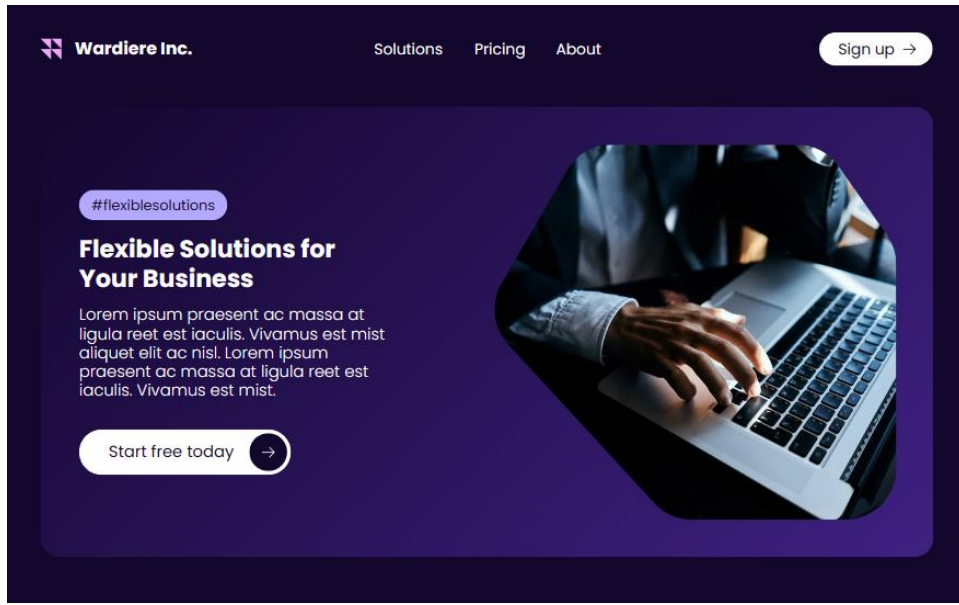 Wardiere Inc.
Solutions
Pricing
About
Sign up
#flexiblesolutions
Flexible Solutions for
Your Business
Lorem ipsum praesent ac massa at
ligula reet est iaculis. Vivamus est mist
aliquet elit ac nisl. Lorem ipsum
praesent ac massa at ligula reet est
iaculis. Vivamus est mist.
Start free today